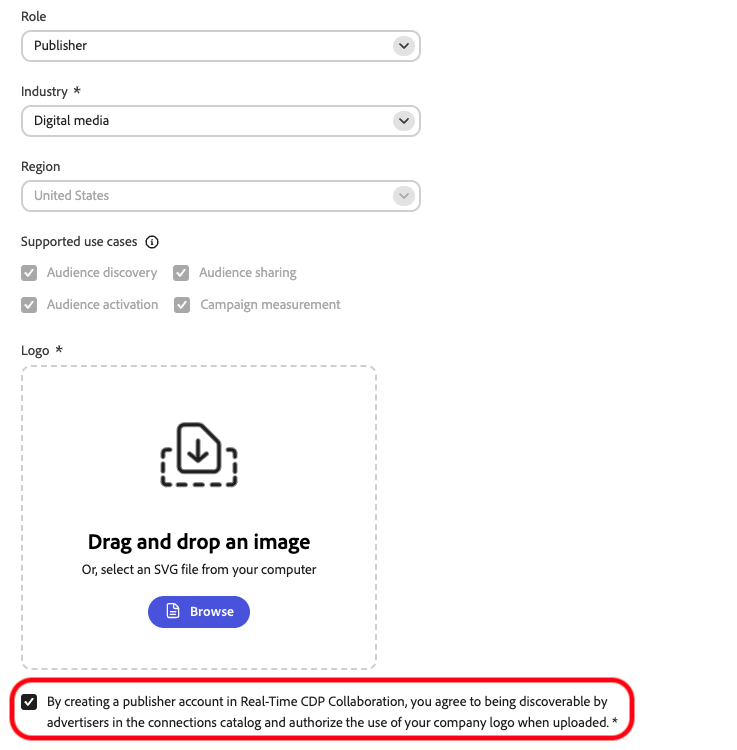 Role
Publisher
Industry *
Digital media
Region
United States
Supported use cases
Audience discovery Audience sharing
Audience activation Campaign measurement
Logo *
Drag and drop an image
Or, select an SVG file from your computer
Browse
By creating a publisher account in Real-Time CDP Collaboration, you agree to being discoverable by
advertisers in the connections catalog and authorize the use of your company logo when uploaded. *